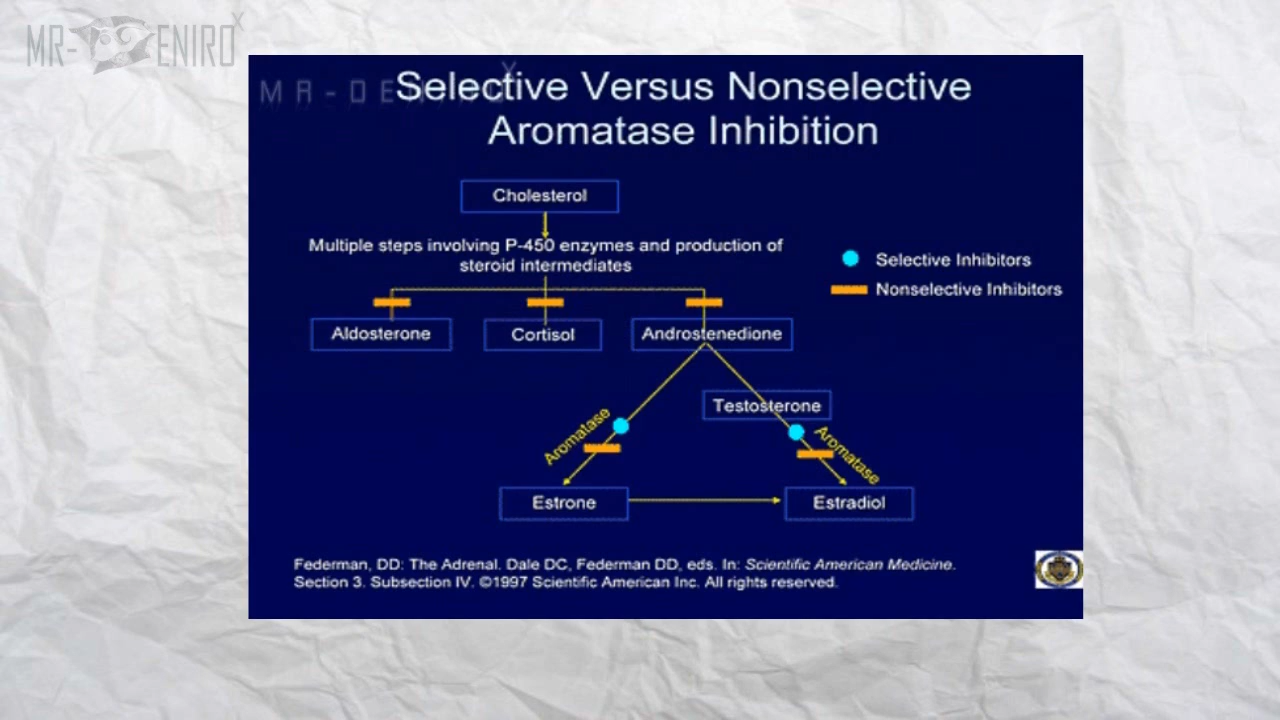 MR- ENIRO X
Selective Versus Nonselective
Aromatase Inhibition
Cholesterol
Multiple steps involving P-450 enzymes and production of
steroid intermediates
Selective Inhibitors
Nonselective Inhibitors
Aldosterone
Cortisol
Androstenedione
Testosterone
Aromatase
Aromatase
Estrone
Estradiol
Federman, DD: The Adrenal. Dale DC, Federman DD, eds. In: Scientific American Medicine.
Section 3. Subsection IV. ©1997 Scientific American Inc. All rights reserved.